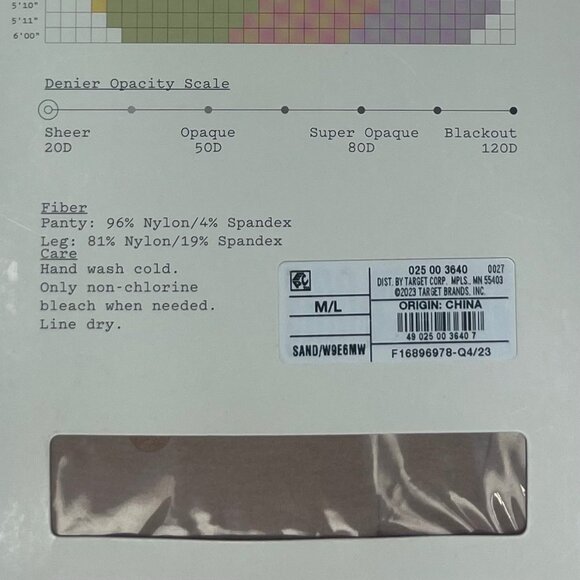 5'10"
5'11"
6'00"
Denier Opacity Scale
Sheer Opaque Super Opaque Blackout
20D 50D 80D 120D
Fiber
Panty: 96% Nylon/4% Spandex
Leg: 81% Nylon/19% Spandex
Care
Hand wash cold.
Only non-chlorine
bleach when needed.
Line dry.
M/L
SAND/W9E6MW
025 00 3640 0027
DIST. BY TARGET CORP. MPLS., MN 55403
©2023 TARGET BRANDS, INC.
ORIGIN: CHINA
49 025 00 3640 7
F16896978-Q4/23